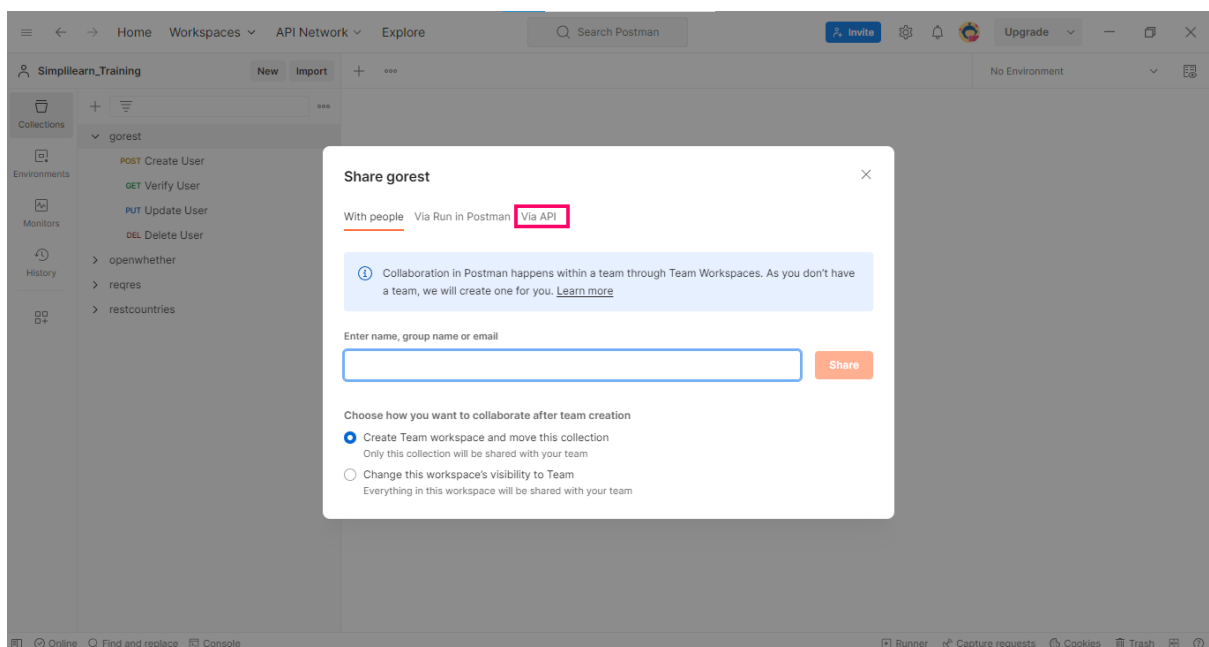 Home Workspaces API Network Explore Search Postman Invite Upgrade
Simplilearn_Training New Import No Environment
Collections
Environments
Monitors
History
gorest
POST Create User
GET Verify User
PUT Update User
DEL Delete User
openwhether
reqres
restcountries
Share gorest
With people Via Run in Postman Via API
Collaboration in Postman happens within a team through Team Workspaces. As you don't have
a team, we will create one for you. Learn more
Enter name, group name or email
Share
Choose how you want to collaborate after team creation
Create Team workspace and move this collection
Only this collection will be shared with your team
Change this workspace's visibility to Team
Everything in this workspace will be shared with your team
Online Find and replace Console Runner Capture requests Cookies Trash